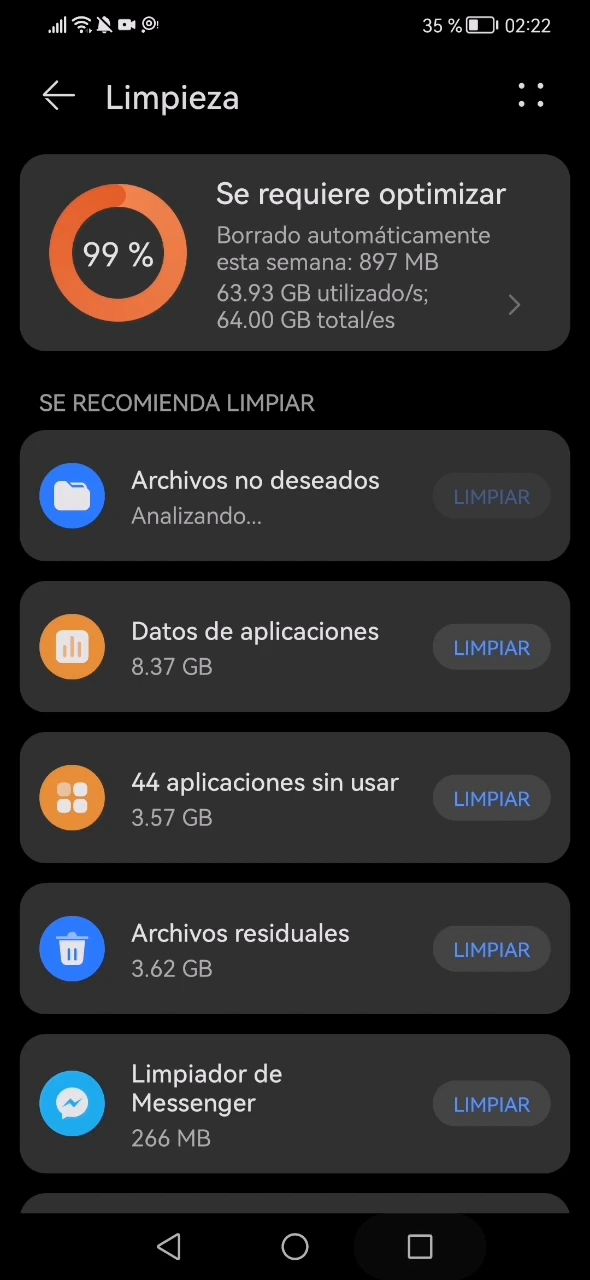 35 % 02:22
Limpieza
99 %
Se requiere optimizar
Borrado automáticamente
esta semana: 897 MB
63.93 GB utilizado/s;
64.00 GB total/es
SE RECOMIENDA LIMPIAR
Archivos no deseados
Analizando...
LIMPIAR
Datos de aplicaciones
8.37 GB
LIMPIAR
44 aplicaciones sin usar
3.57 GB
LIMPIAR
Archivos residuales
3.62 GB
LIMPIAR
Limpiador de
Messenger
266 MB
LIMPIAR